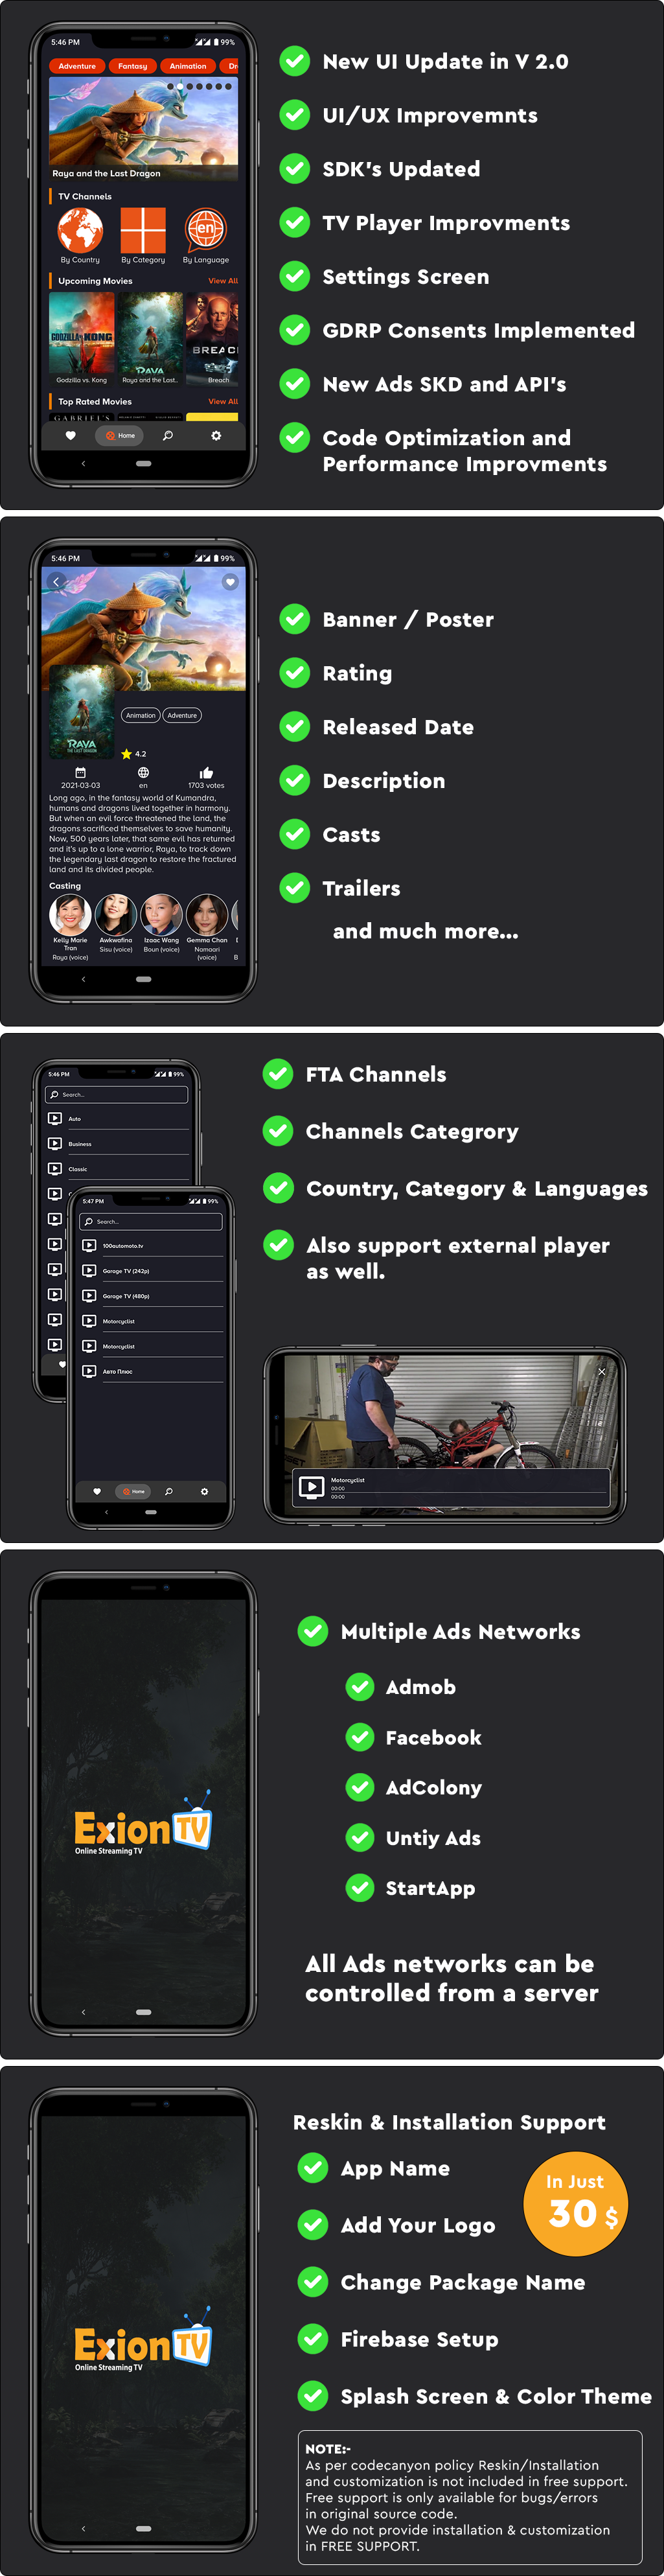 5:46 PM
99%
Adventure
Fantasy
Animation
Dr
Raya and the Last Dragon
TV Channels
en
By Country
By Category
By Language
Upcoming Movies
View All
GODZILLA KONG
RAYA
BREAC
Godzilla vs. Kong
Raya and the Last..
Breach
Top Rated Movies
View All
GABRIEL'S
Home
New UI Update in V 2.0
UI/UX Improvemnts
SDK's Updated
TV Player Improvments
Settings Screen
GDRP Consents Implemented
New Ads SKD and API's
Code Optimization and
Performance Improvments
5:46 PM
99%
RAYA
Animation
Adventure
4.2
2021-03-03
en
1703 votes
Long ago, in the fantasy world of Kumandra,
humans and dragons lived together in harmony.
But when an evil force threatened the land, the
dragons sacrificed themselves to save humanity.
Now, 500 years later, that same evil has returned
and it's up to a lone warrior, Raya, to track down
the legendary last dragon to restore the fractured
land and its divided people.
Casting
Kelly Marie
Tran
Raya (voice)
Awkwafina
Sisu (voice)
Izaac Wang
Boun (voice)
Gemma Chan
Namaari
(voice)
Banner / Poster
Rating
Released Date
Description
Casts
Trailers
and much more...
5:46 PM
99%
Search...
Auto
Business
Classic
5:47 PM
99%
Search...
100automoto.tv
Garage TV (242p)
Garage TV (480p)
Motorcyclist
Motorcyclist
Авто Плюс
Home
FTA Channels
Channels Categrory
Country, Category & Languages
Also support external player
as well.
Motorcyclist
00:00
00:00
Exion TV
Online Streaming TV
Multiple Ads Networks
Admob
Facebook
AdColony
Untiy Ads
StartApp
All Ads networks can be
controlled from a server
Exion TV
Online Streaming TV
Reskin & Installation Support
App Name
Add Your Logo
Change Package Name
Firebase Setup
Splash Screen & Color Theme
In Just
30 $
NOTE:-
As per codecanyon policy Reskin/Installation
and customization is not included in free support.
Free support is only available for bugs/errors
in original source code.
We do not provide installation & customization
in FREE SUPPORT.